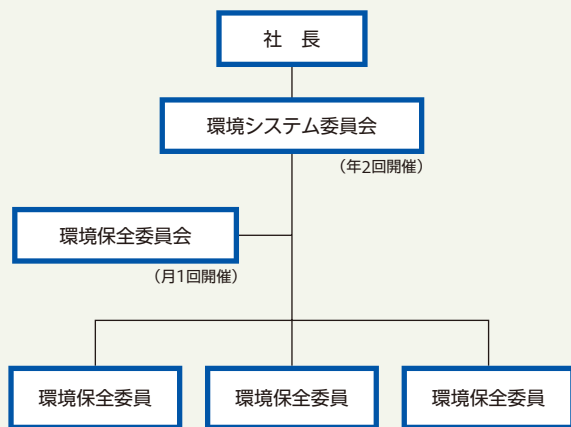 社　長
環境システム委員会
（年2回開催）
環境保全委員会
（月1回開催）
環境保全委員
環境保全委員
環境保全委員